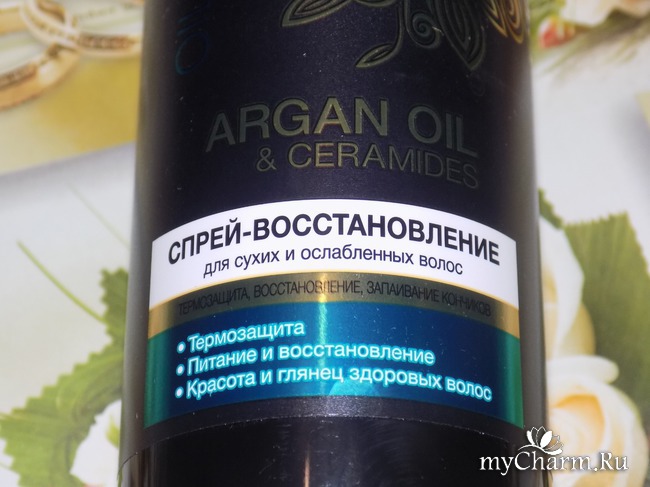 ARGAN OIL
& CERAMIDES
СПРЕЙ-ВОССТАНОВЛЕНИЕ
для сухих и ослабленных волос
ТЕРМОЗАЩИТА, ВОССТАНОВЛЕНИЕ, ЗАПАИВАНИЕ КОНЧИКОВ
• Термозащита
• Питание и восстановление
• Красота и глянец здоровых волос
myCharm.Ru